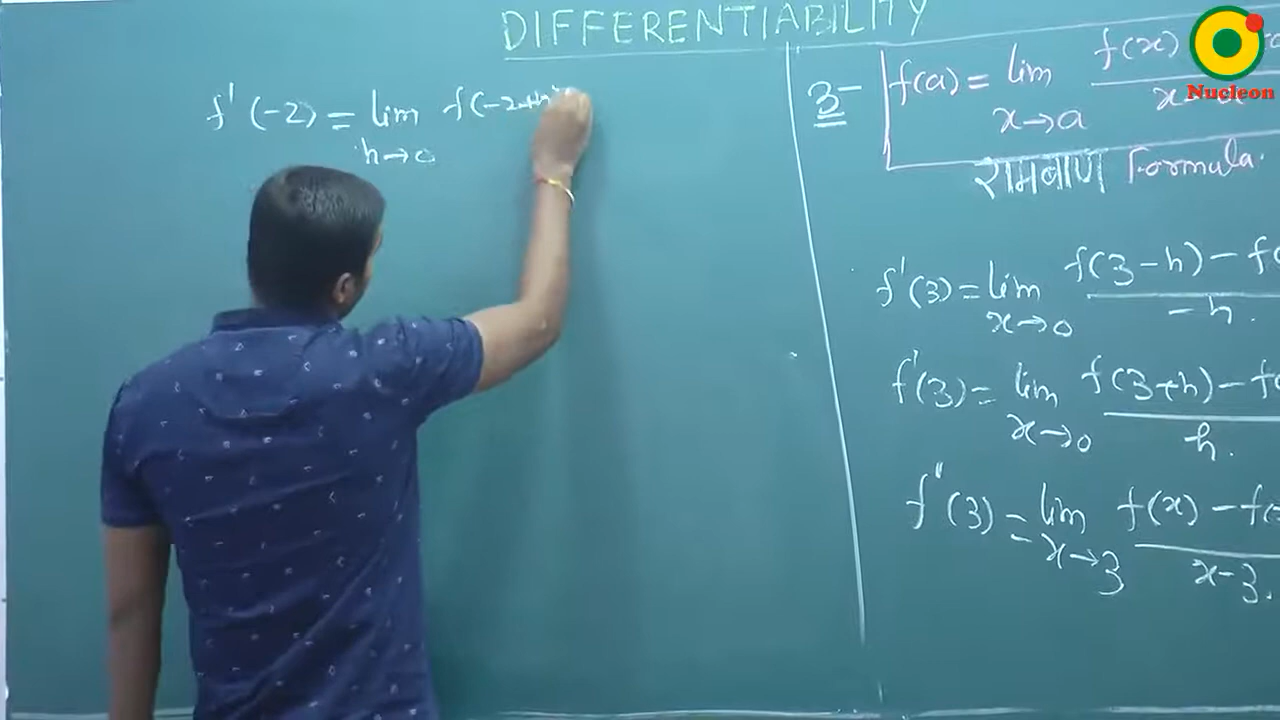 DIFFERENTIABILITY
f'(-2) = lim f(-2+h)
h→0
3- f(a) = lim f(x)
x→a
रामबाण Formula.
f'(3) = lim f(3-h) - f(
x→0 -h.
f'(3) = lim f(3+h) - f(
x→0 h.
f''(3) = lim f(x) - f(
x→3 x-3.
Nucleon